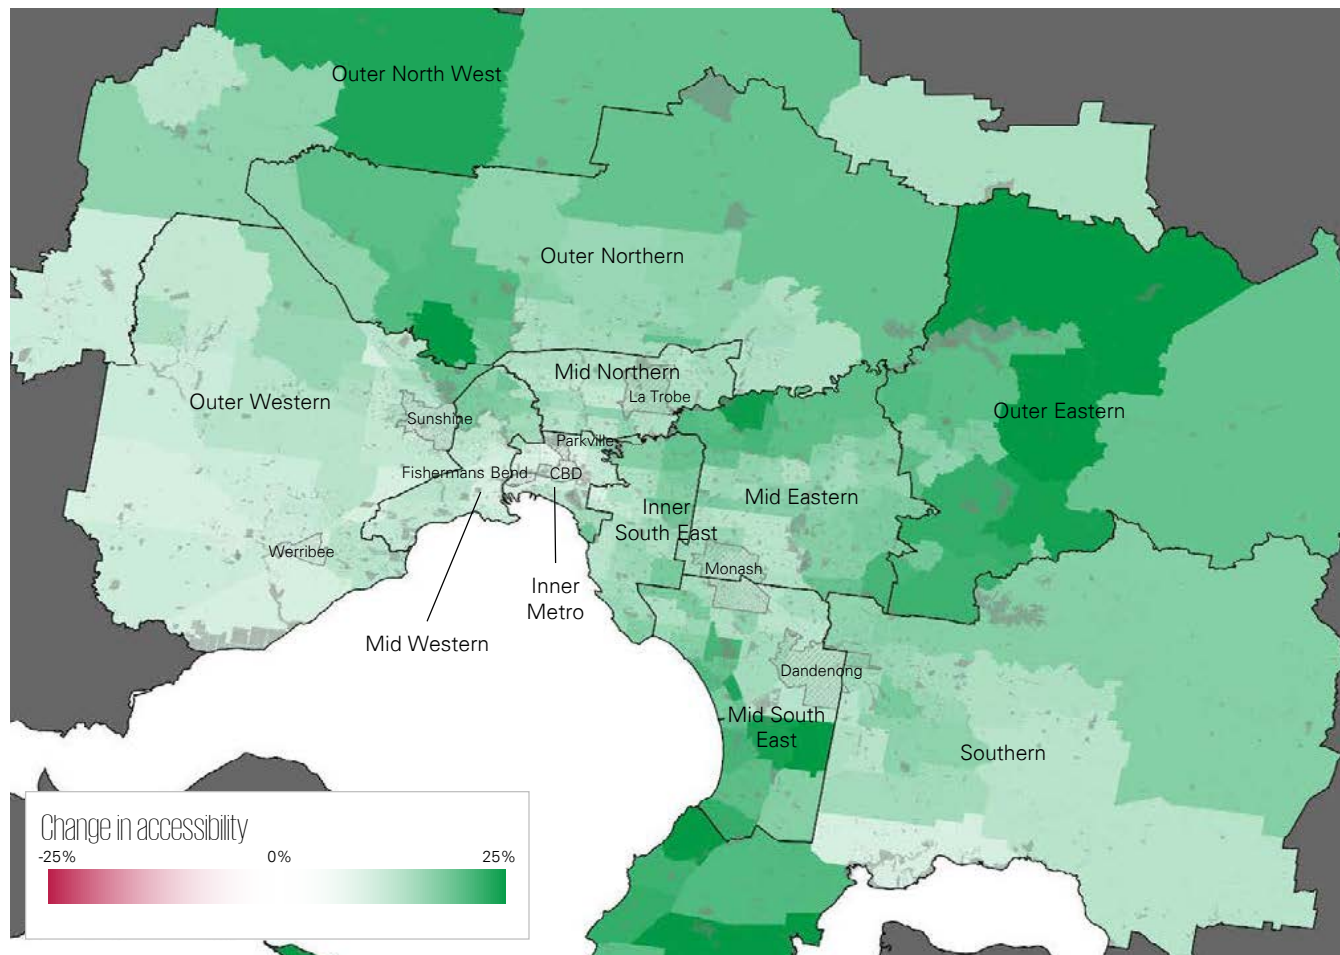 Outer North West
Outer Northern
Mid Northern
La Trobe
Outer Western
Sunshine
Outer Eastern
Parkville
Fishermans Bend
CBD
Mid Eastern
Inner
South East
Werribee
Monash
Inner
Metro
Mid Western
Dandenong
Mid South
East
Southern
Change in accessibility
-25%
0%
25%